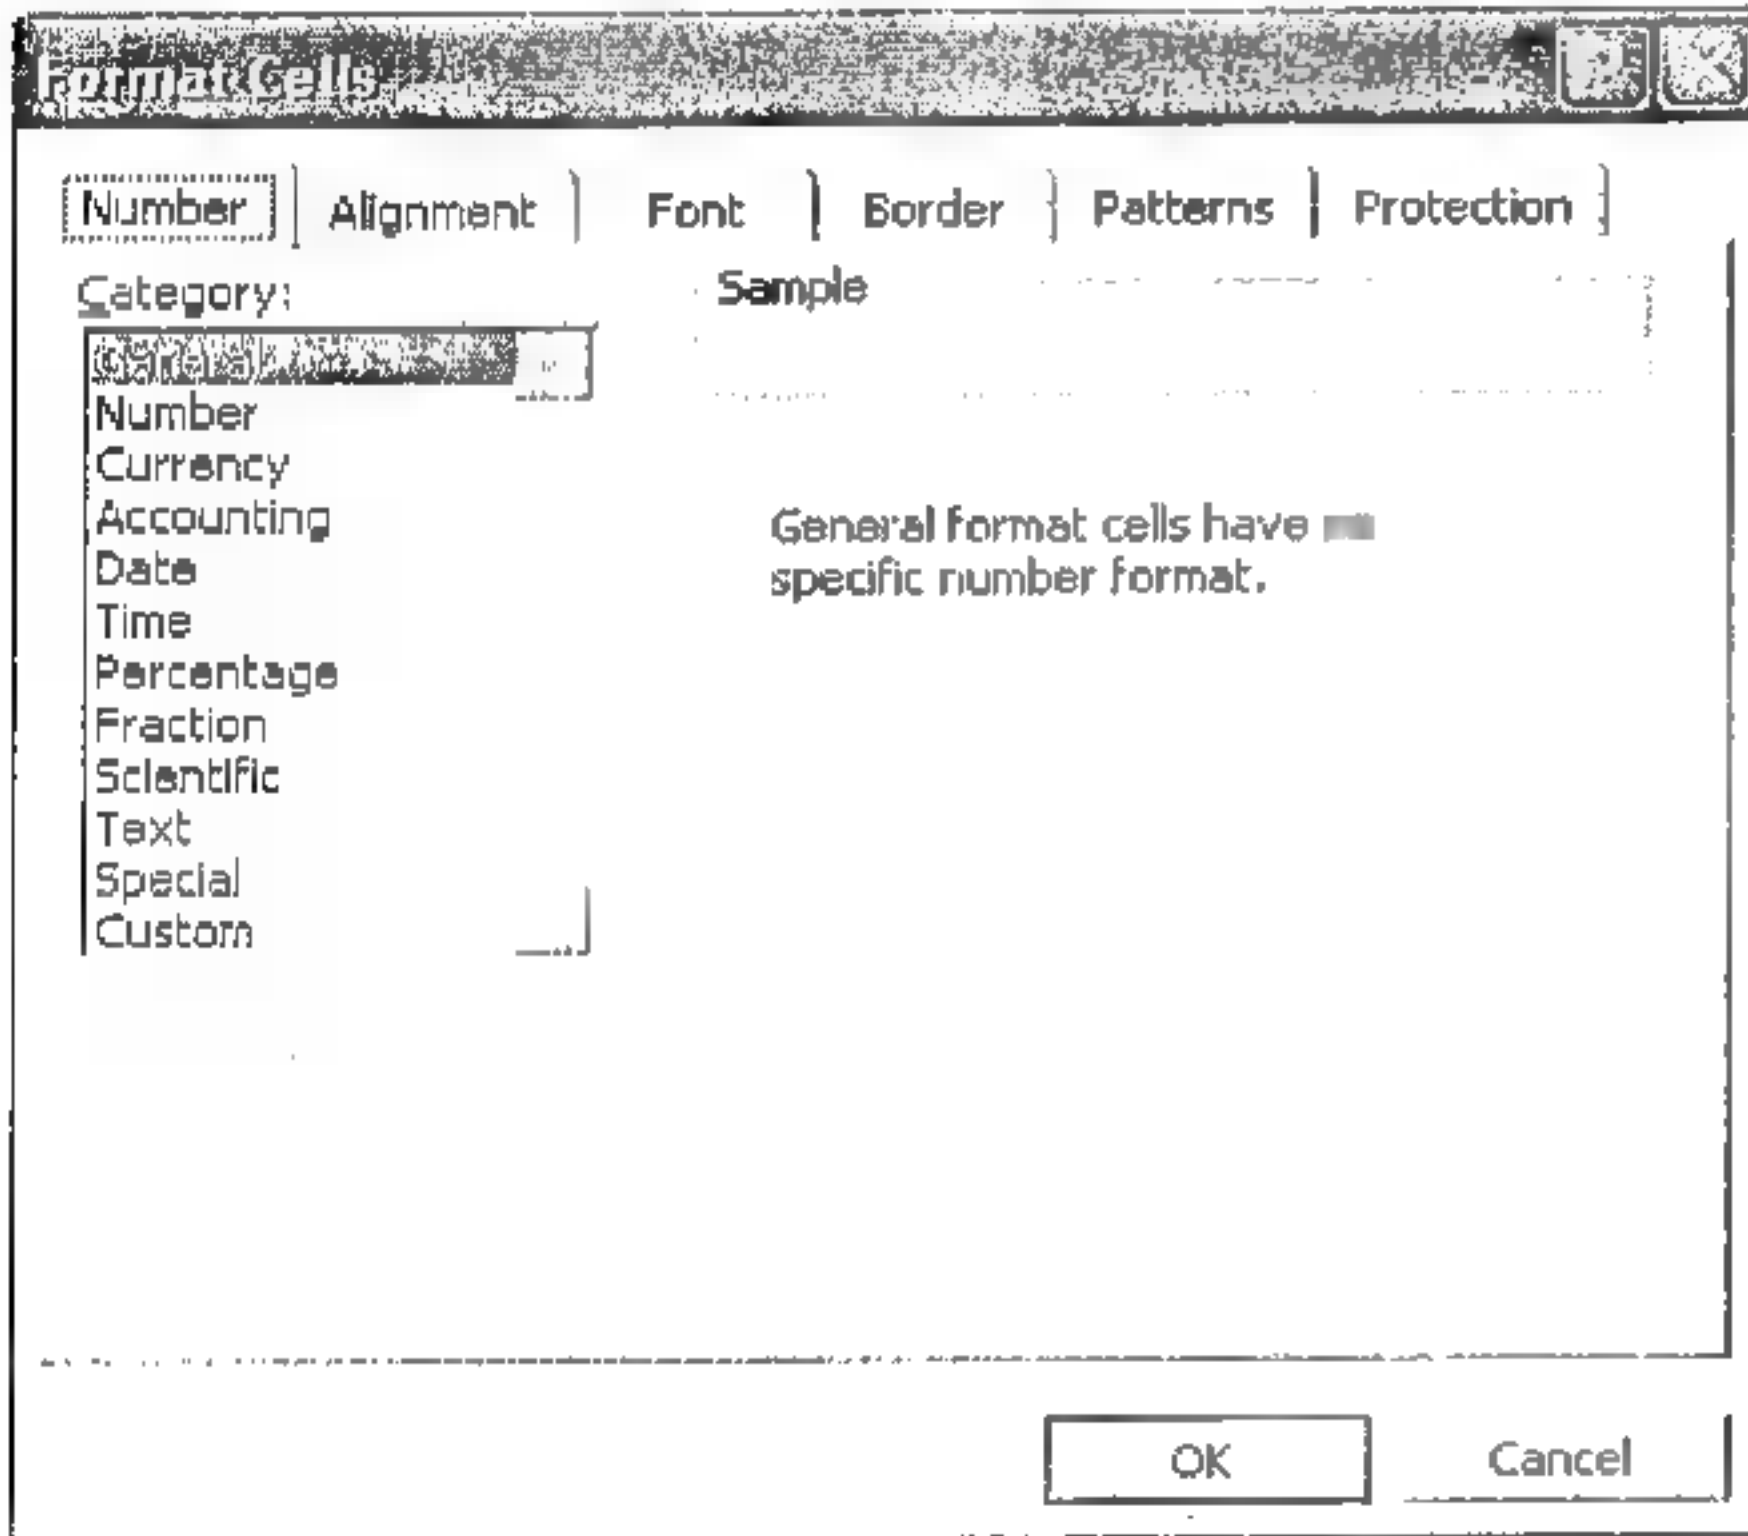 Format Cells
Number Alignment Font Border Patterns Protection
Category:
Sample
General
Number
Currency
Accounting
Date
Time
Percentage
Fraction
Scientific
Text
Special
Custom
General format cells have
specific number format.
OK Cancel